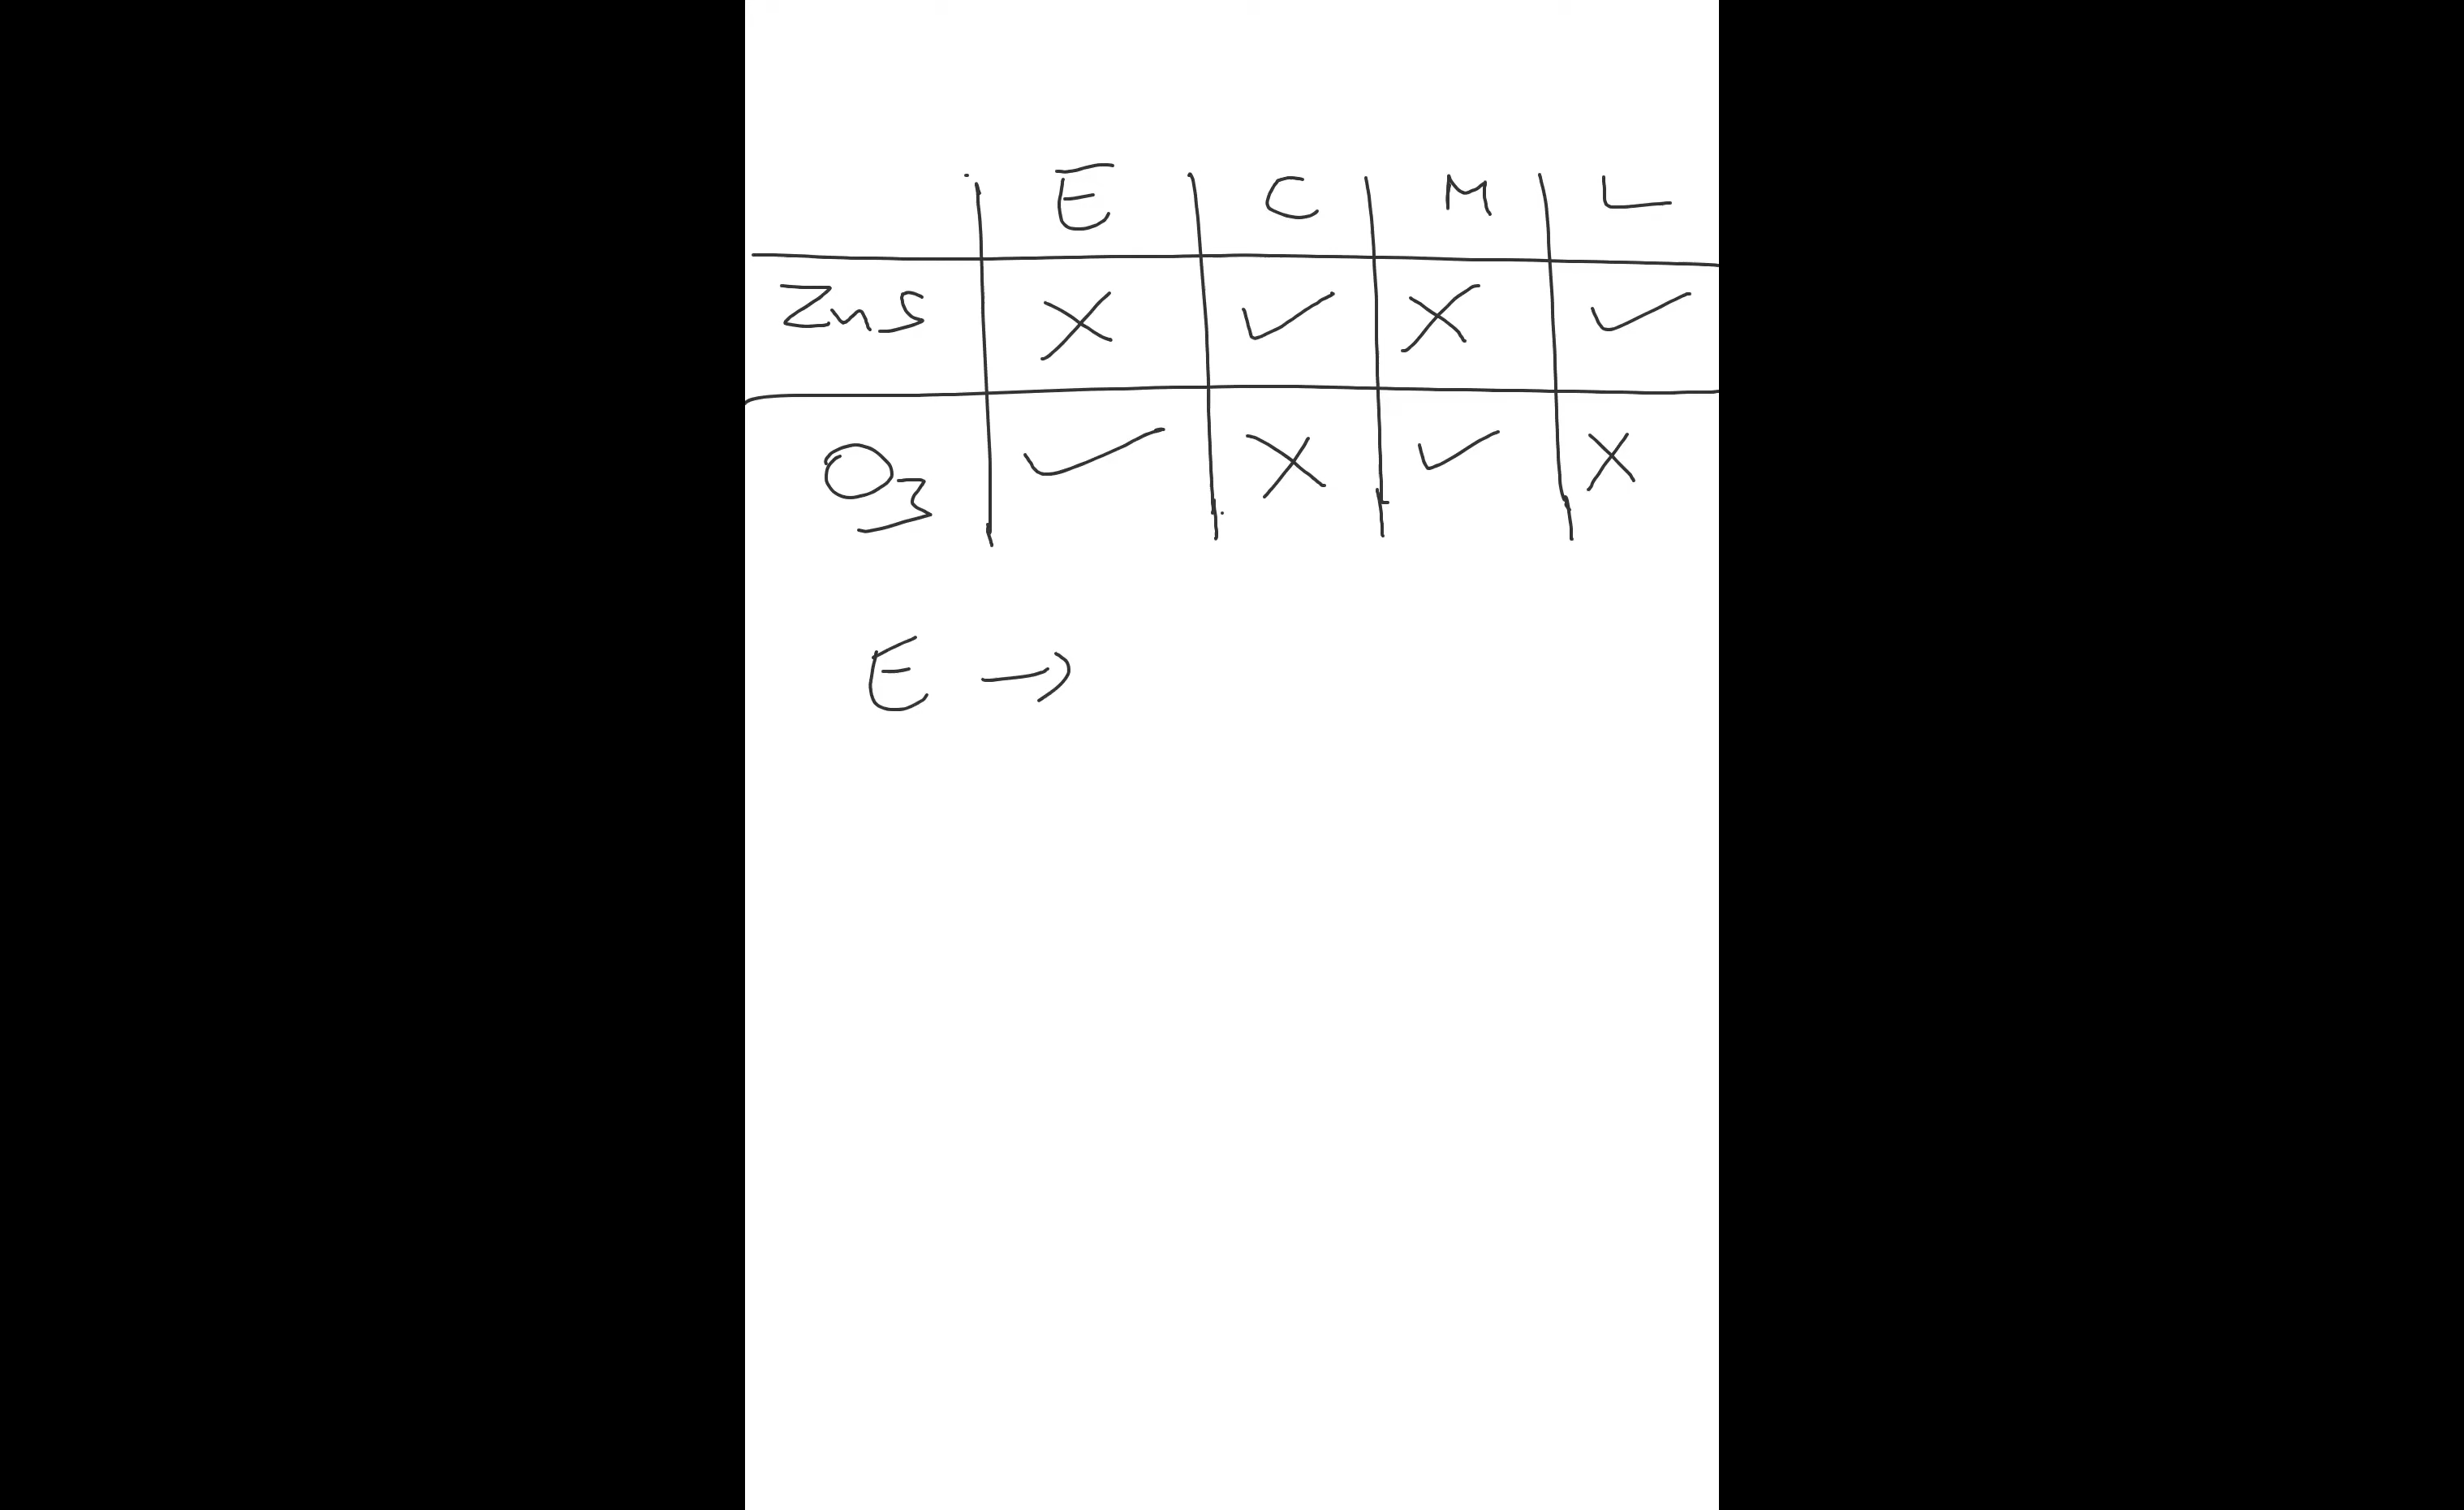 E C M L
ZnS X ✓ X ✓
O3 ✓ X ✓ X
E →